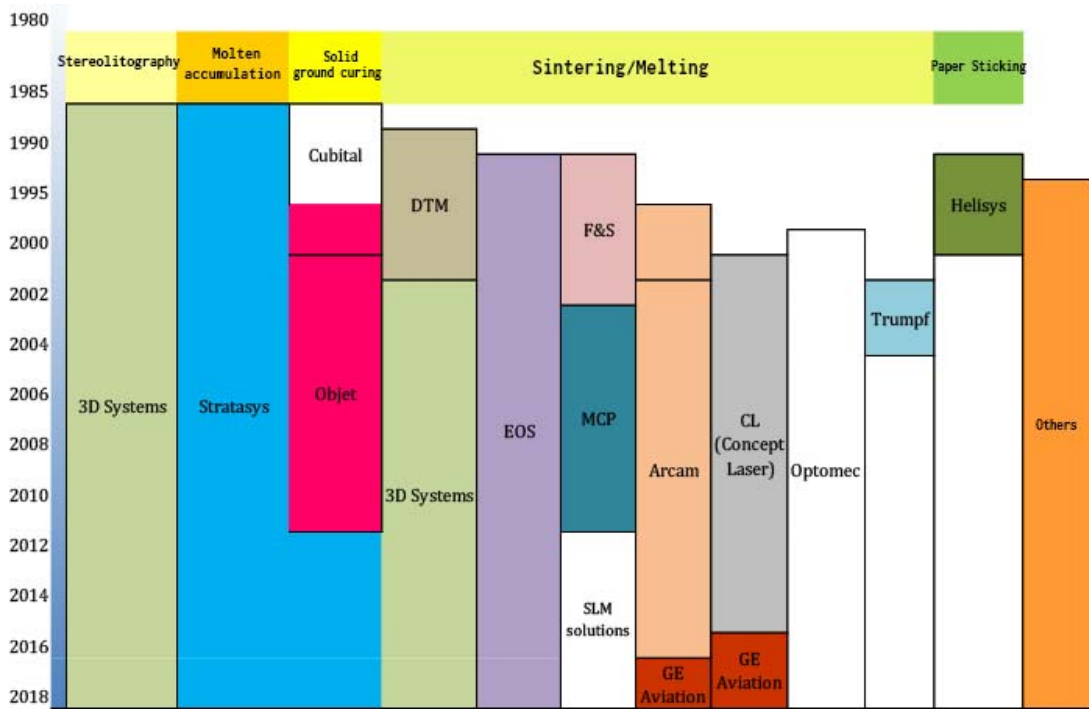 1980
1985
1990
1995
2000
2002
2004
2006
2008
2010
2012
2014
2016
2018
Stereolitography
Molten
accumulation
Solid
ground curing
Sintering/Melting
Paper Sticking
3D Systems
Stratasys
Cubital
Objet
DTM
3D Systems
EOS
F&S
MCP
SLM
solutions
Arcam
GE
Aviation
CL
(Concept
Laser)
GE
Aviation
Optomec
Trumpf
Helisys
Others